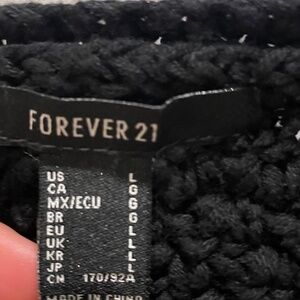 FOREVER 21
US L
CA G
MX/ECU G
BR G
EU L
UK L
KR L
JP L
CN 170/92A
MADE IN CHINA